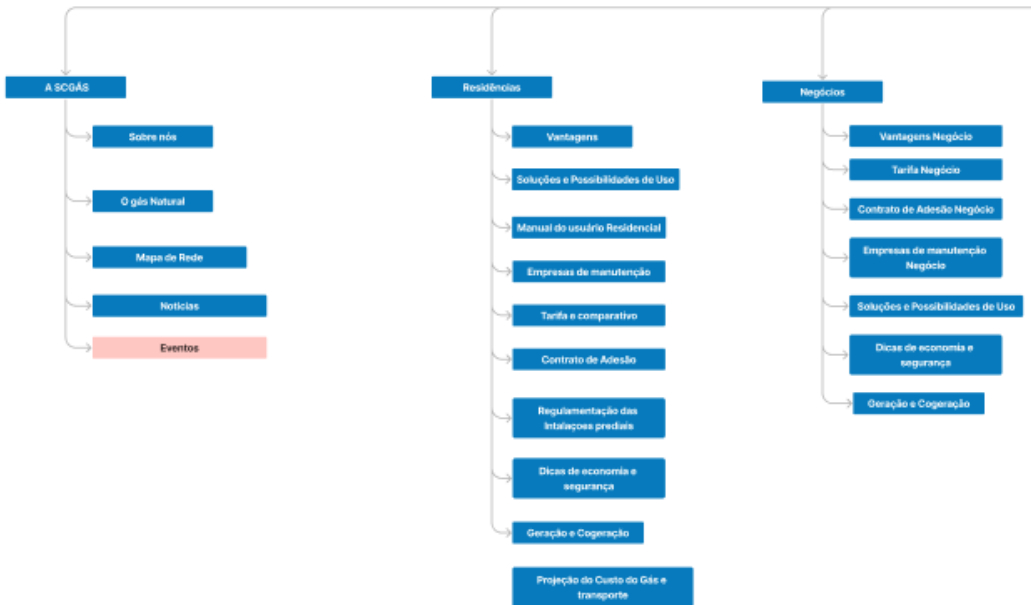 A SCGÁS
Sobre nós
O gás Natural
Mapa de Rede
Notícias
Eventos
Residências
Vantagens
Soluções e Possibilidades de Uso
Manual do usuário Residencial
Empresas de manutenção
Tarifa e comparativo
Contrato de Adesão
Regulamentação das
Intalaçoes prediais
Dicas de economia e
segurança
Geração e Cogeração
Projeção do Custo do Gás e
transporte
Negócios
Vantagens Negócio
Tarifa Negócio
Contrato de Adesão Negócio
Empresas de manutenção
Negócio
Soluções e Possibilidades de Uso
Dicas de economia e
segurança
Geração e Cogeração